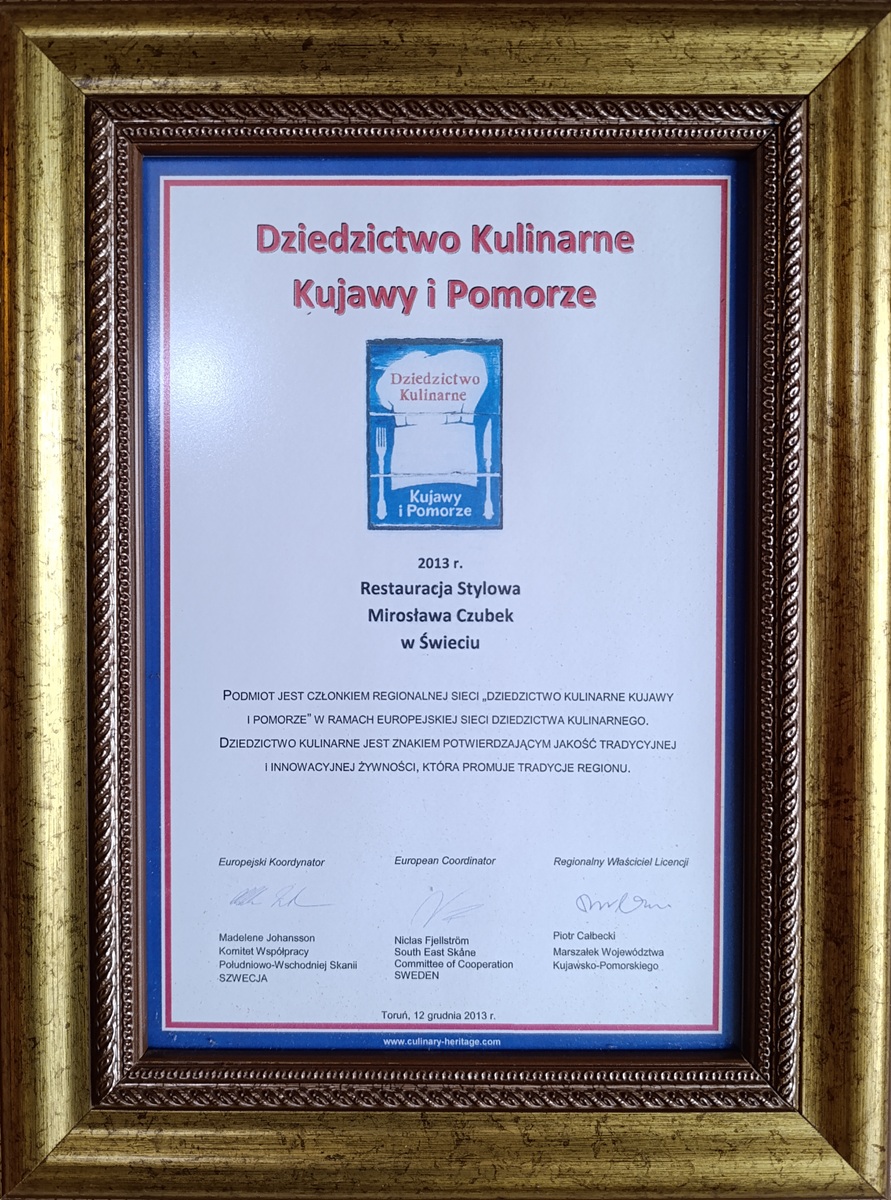 Dziedzictwo Kulinarne
Kujawy i Pomorze
Dziedzictwo
Kulinarne
Kujawy
i Pomorze
2013 r.
Restauracja Stylowa
Mirosława Czubek
w Świeciu
PODMIOT JEST CZŁONKIEM REGIONALNEJ SIECI „DZIEDZICTWO KULINARNE KUJAWY
I POMORZE” W RAMACH EUROPEJSKIEJ SIECI DZIEDZICTWA KULINARNEGO.
DZIEDZICTWO KULINARNE JEST ZNAKIEM POTWIERDZAJĄCYM JAKOŚĆ TRADYCYJNEJ
I INNOWACYJNEJ ŻYWNOŚCI, KTÓRA PROMUJE TRADYCJE REGIONU.
Europejski Koordynator
Madelene Johansson
Komitet Współpracy
Południowo-Wschodniej Skanii
SZWECJA
European Coordinator
Niclas Fjellström
South East Skåne
Committee of Cooperation
SWEDEN
Regionalny Właściciel Licencji
Piotr Całbecki
Marszałek Województwa
Kujawsko-Pomorskiego
Toruń, 12 grudnia 2013 r.
www.culinary-heritage.com